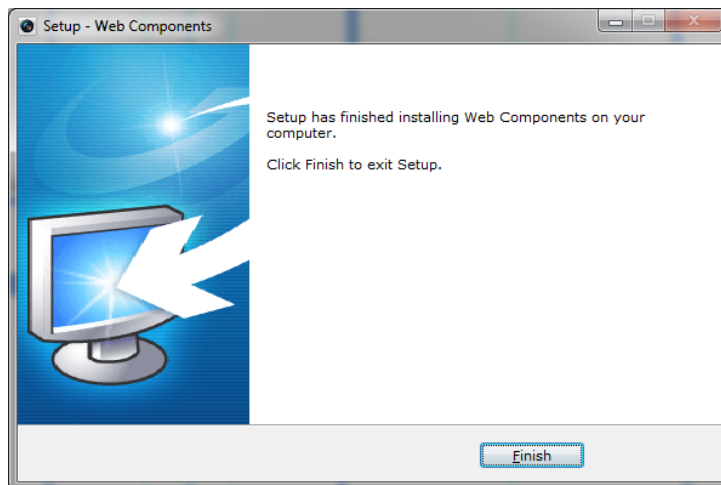 Setup - Web Components
Setup has finished installing Web Components on your
computer.
Click Finish to exit Setup.
Finish